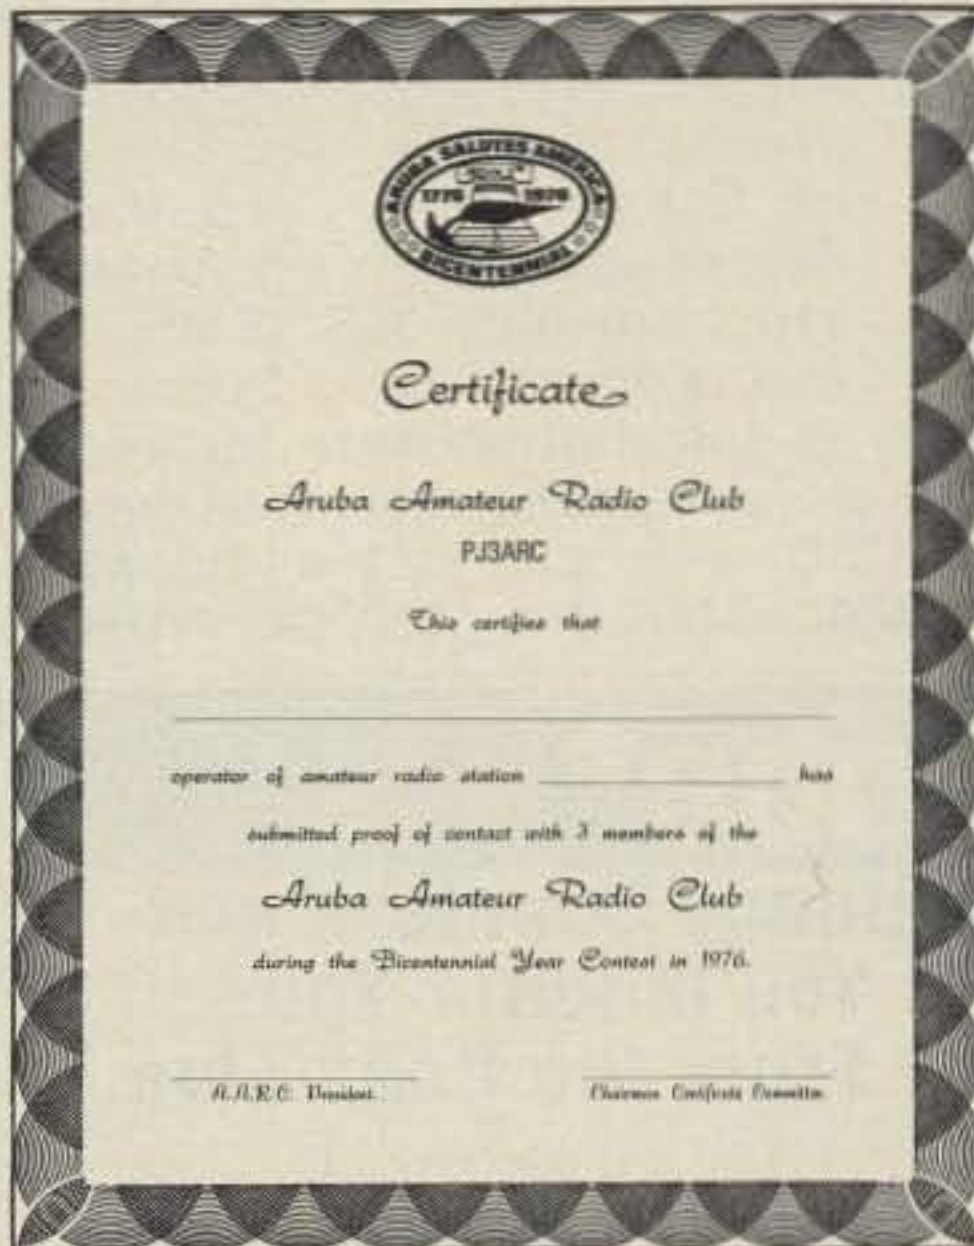 ARUBA SALUTES AMERICA
1776 1976
BICENTENNIAL
Certificate
Aruba Amateur Radio Club
PJ3ARC
This certifies that
operator of amateur radio station has
submitted proof of contact with 3 members of the
Aruba Amateur Radio Club
during the Bicentennial Year Contest in 1976.
A.A.R.C. President Chairman Certificate Committee